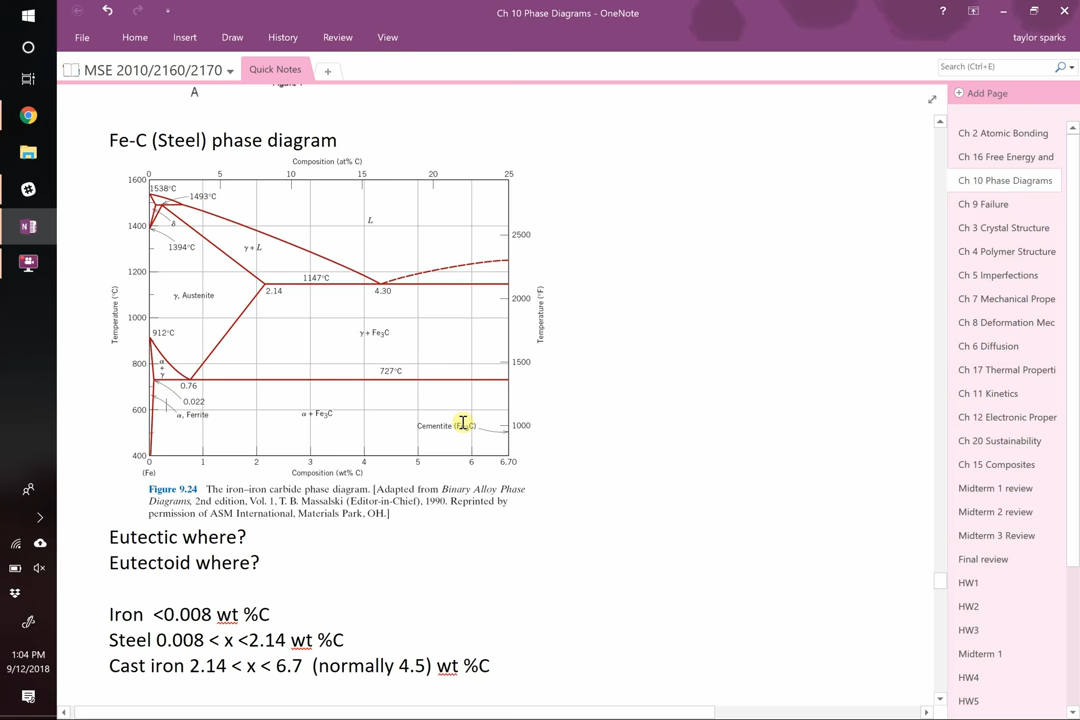 Ch 10 Phase Diagrams - OneNote
?
File
Home
Insert
Draw
History
Review
View
taylor sparks
MSE 2010/2160/2170
Quick Notes
+
Search (Ctrl+E)
A
Fe-C (Steel) phase diagram
Composition (at% C)
0 5 10 15 20 25
1600
1538°C
1493°C
δ
L
1400
1394°C
γ + L
2500
1200
1147°C
2.14
4.30
γ, Austenite
2000
Temperature (°C)
Temperature (°F)
1000
912°C
γ + Fe3C
800
α
+
γ
727°C
1500
0.76
0.022
600
α, Ferrite
α + Fe3C
Cementite (Fe3C)
1000
400
0 1 2 3 4 5 6 6.70
(Fe)
Composition (wt% C)
Figure 9.24 The iron–iron carbide phase diagram. [Adapted from Binary Alloy Phase
Diagrams, 2nd edition, Vol. 1, T. B. Massalski (Editor-in-Chief), 1990. Reprinted by
permission of ASM International, Materials Park, OH.]
Eutectic where?
Eutectoid where?
Iron <0.008 wt %C
Steel 0.008 < x <2.14 wt %C
Cast iron 2.14 < x < 6.7 (normally 4.5) wt %C
Add Page
Ch 2 Atomic Bonding
Ch 16 Free Energy and
Ch 10 Phase Diagrams
Ch 9 Failure
Ch 3 Crystal Structure
Ch 4 Polymer Structure
Ch 5 Imperfections
Ch 7 Mechanical Prope
Ch 8 Deformation Mec
Ch 6 Diffusion
Ch 17 Thermal Properti
Ch 11 Kinetics
Ch 12 Electronic Proper
Ch 20 Sustainability
Ch 15 Composites
Midterm 1 review
Midterm 2 review
Midterm 3 Review
Final review
HW1
HW2
HW3
Midterm 1
HW4
HW5
1:04 PM
9/12/2018